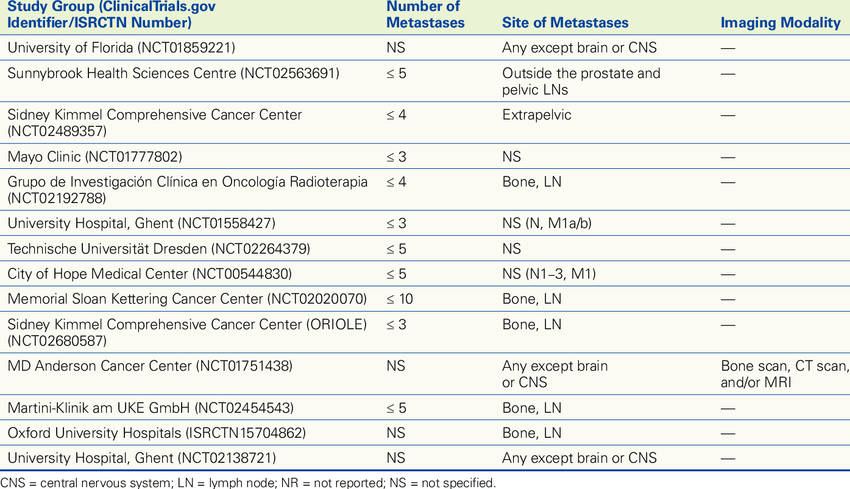 Study Group (ClinicalTrials.gov Identifier/ISRCTN Number) Number of Metastases Site of Metastases Imaging Modality
University of Florida (NCT01859221) NS Any except brain or CNS —
Sunnybrook Health Sciences Centre (NCT02563691) ≤ 5 Outside the prostate and —
pelvic LNs
Sidney Kimmel Comprehensive Cancer Center ≤ 4 Extrapelvic —
(NCT02489357)
Mayo Clinic (NCT01777802) ≤ 3 NS —
Grupo de Investigación Clínica en Oncología Radioterapia ≤ 4 Bone, LN —
(NCT02192788)
University Hospital, Ghent (NCT01558427) ≤ 3 NS (N, M1a/b) —
Technische Universität Dresden (NCT02264379) ≤ 5 NS —
City of Hope Medical Center (NCT00544830) ≤ 5 NS (N1–3, M1) —
Memorial Sloan Kettering Cancer Center (NCT02020070) ≤ 10 Bone, LN —
Sidney Kimmel Comprehensive Cancer Center (ORIOLE) ≤ 3 Bone, LN —
(NCT02680587)
MD Anderson Cancer Center (NCT01751438) NS Any except brain Bone scan, CT scan,
or CNS and/or MRI
Martini-Klinik am UKE GmbH (NCT02454543) ≤ 5 Bone, LN —
Oxford University Hospitals (ISRCTN15704862) NS Bone, LN —
University Hospital, Ghent (NCT02138721) NS Any except brain or CNS —
CNS = central nervous system; LN = lymph node; NR = not reported; NS = not specified.